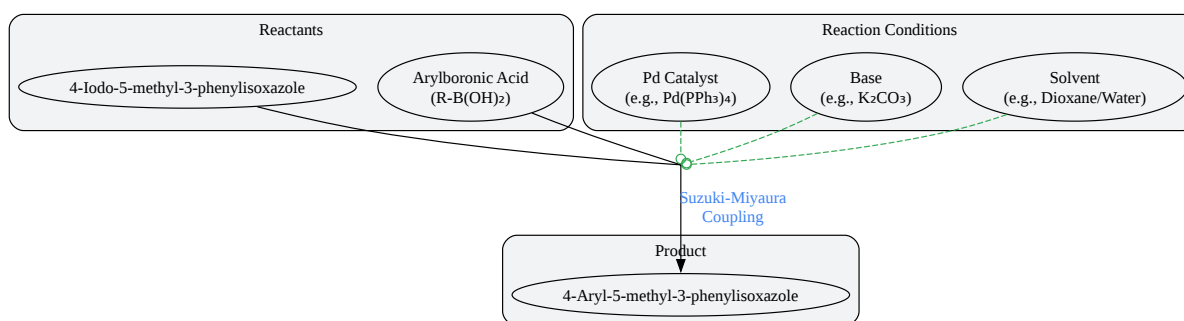 Reactants
Reaction Conditions
4-Iodo-5-methyl-3-phenylisoxazole
Arylboronic Acid
(R-B(OH)₂)
Pd Catalyst
(e.g., Pd(PPh₃)₄)
Base
(e.g., K₂CO₃)
Solvent
(e.g., Dioxane/Water)
Suzuki-Miyaura
Coupling
Product
4-Aryl-5-methyl-3-phenylisoxazole